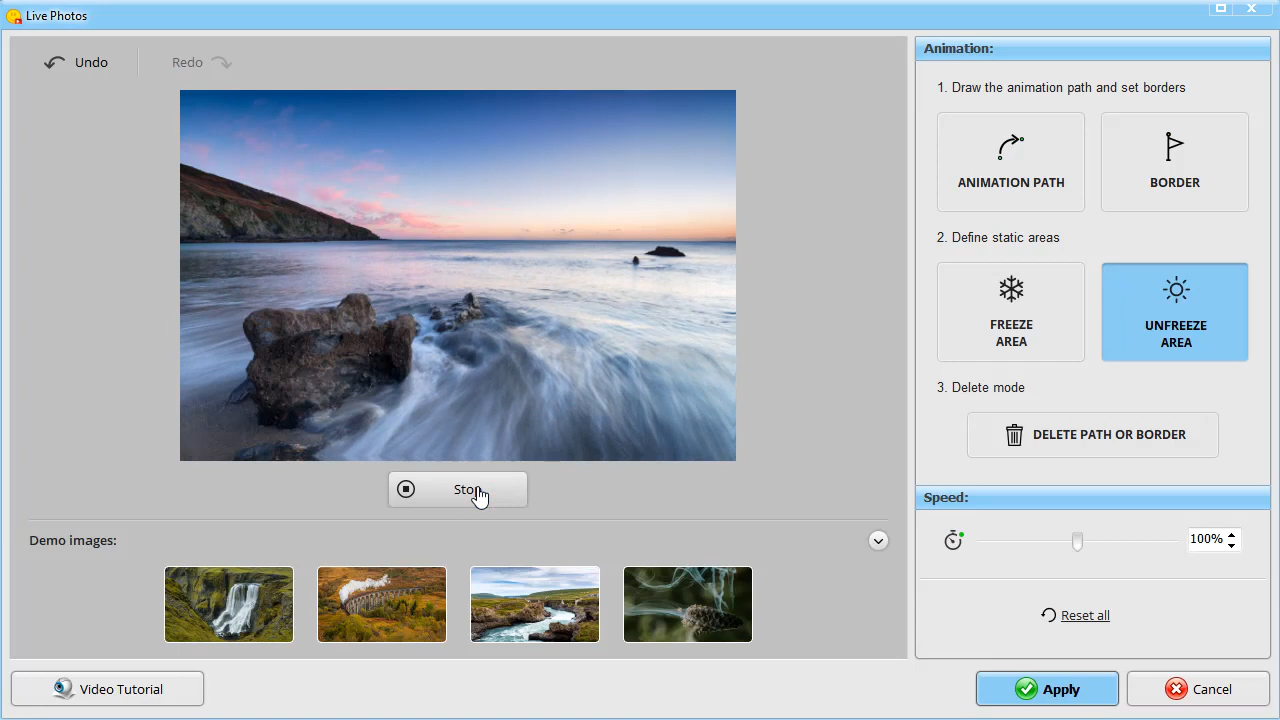 Live Photos
Undo
Redo
Stop
Demo images:
Video Tutorial
Animation:
1. Draw the animation path and set borders
ANIMATION PATH
BORDER
2. Define static areas
FREEZE
AREA
UNFREEZE
AREA
3. Delete mode
DELETE PATH OR BORDER
Speed:
100%
Reset all
Apply
Cancel